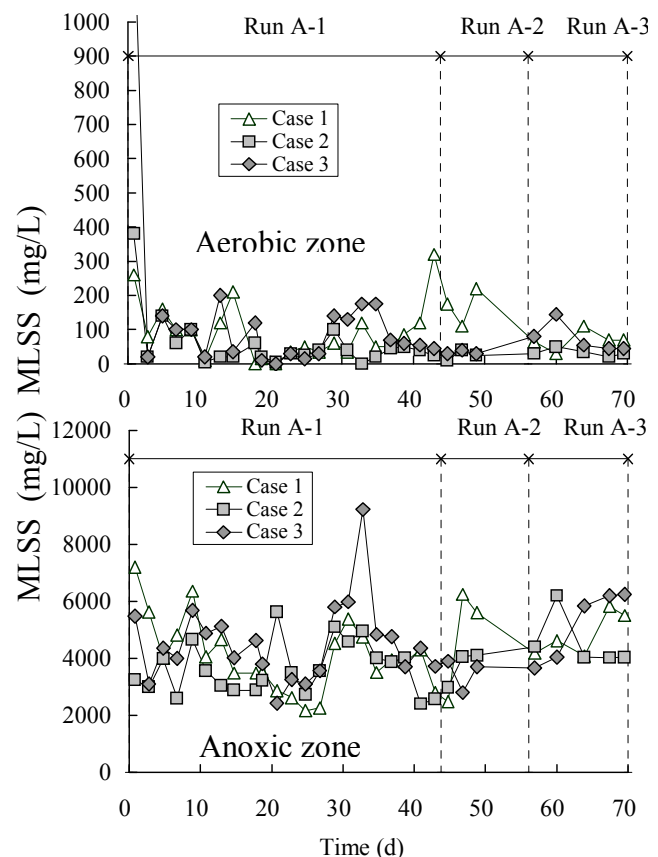 Run A-1 Run A-2 Run A-3
1000
900
800
700
600
500
400
300
200
100
0
MLSS (mg/L)
Case 1
Case 2
Case 3
Aerobic zone
0 10 20 30 40 50 60 70
Run A-1 Run A-2 Run A-3
12000
10000
8000
6000
4000
2000
0
MLSS (mg/L)
Case 1
Case 2
Case 3
Anoxic zone
0 10 20 30 40 50 60 70
Time (d)